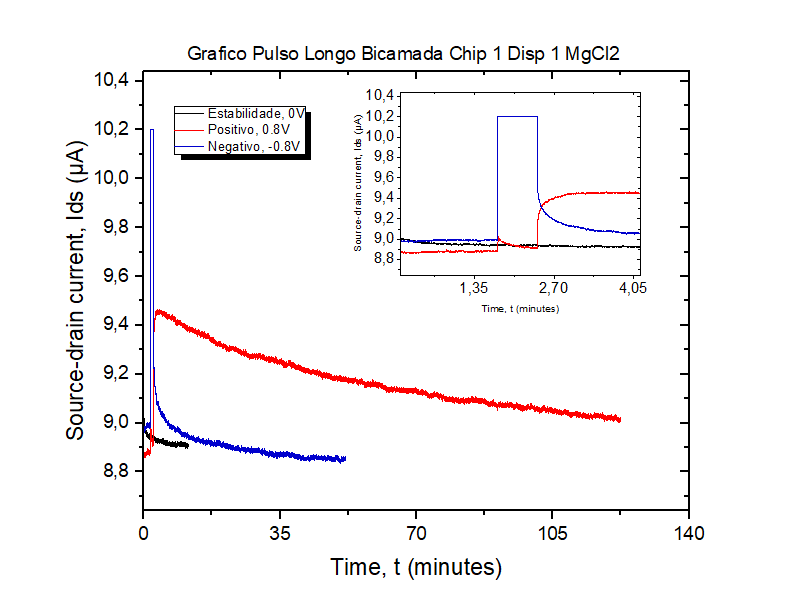 Grafico Pulso Longo Bicamada Chip 1 Disp 1 MgCl2
10,4
10,2
10,0
9,8
9,6
9,4
9,2
9,0
8,8
Source-drain current, Ids (µA)
Estabilidade, 0V
Positivo, 0.8V
Negativo, -0.8V
10,4
10,2
10,0
9,8
9,6
9,4
9,2
9,0
8,8
Source-drain current, Ids (µA)
1,35 2,70 4,05
Time, t (minutes)
0 35 70 105 140
Time, t (minutes)